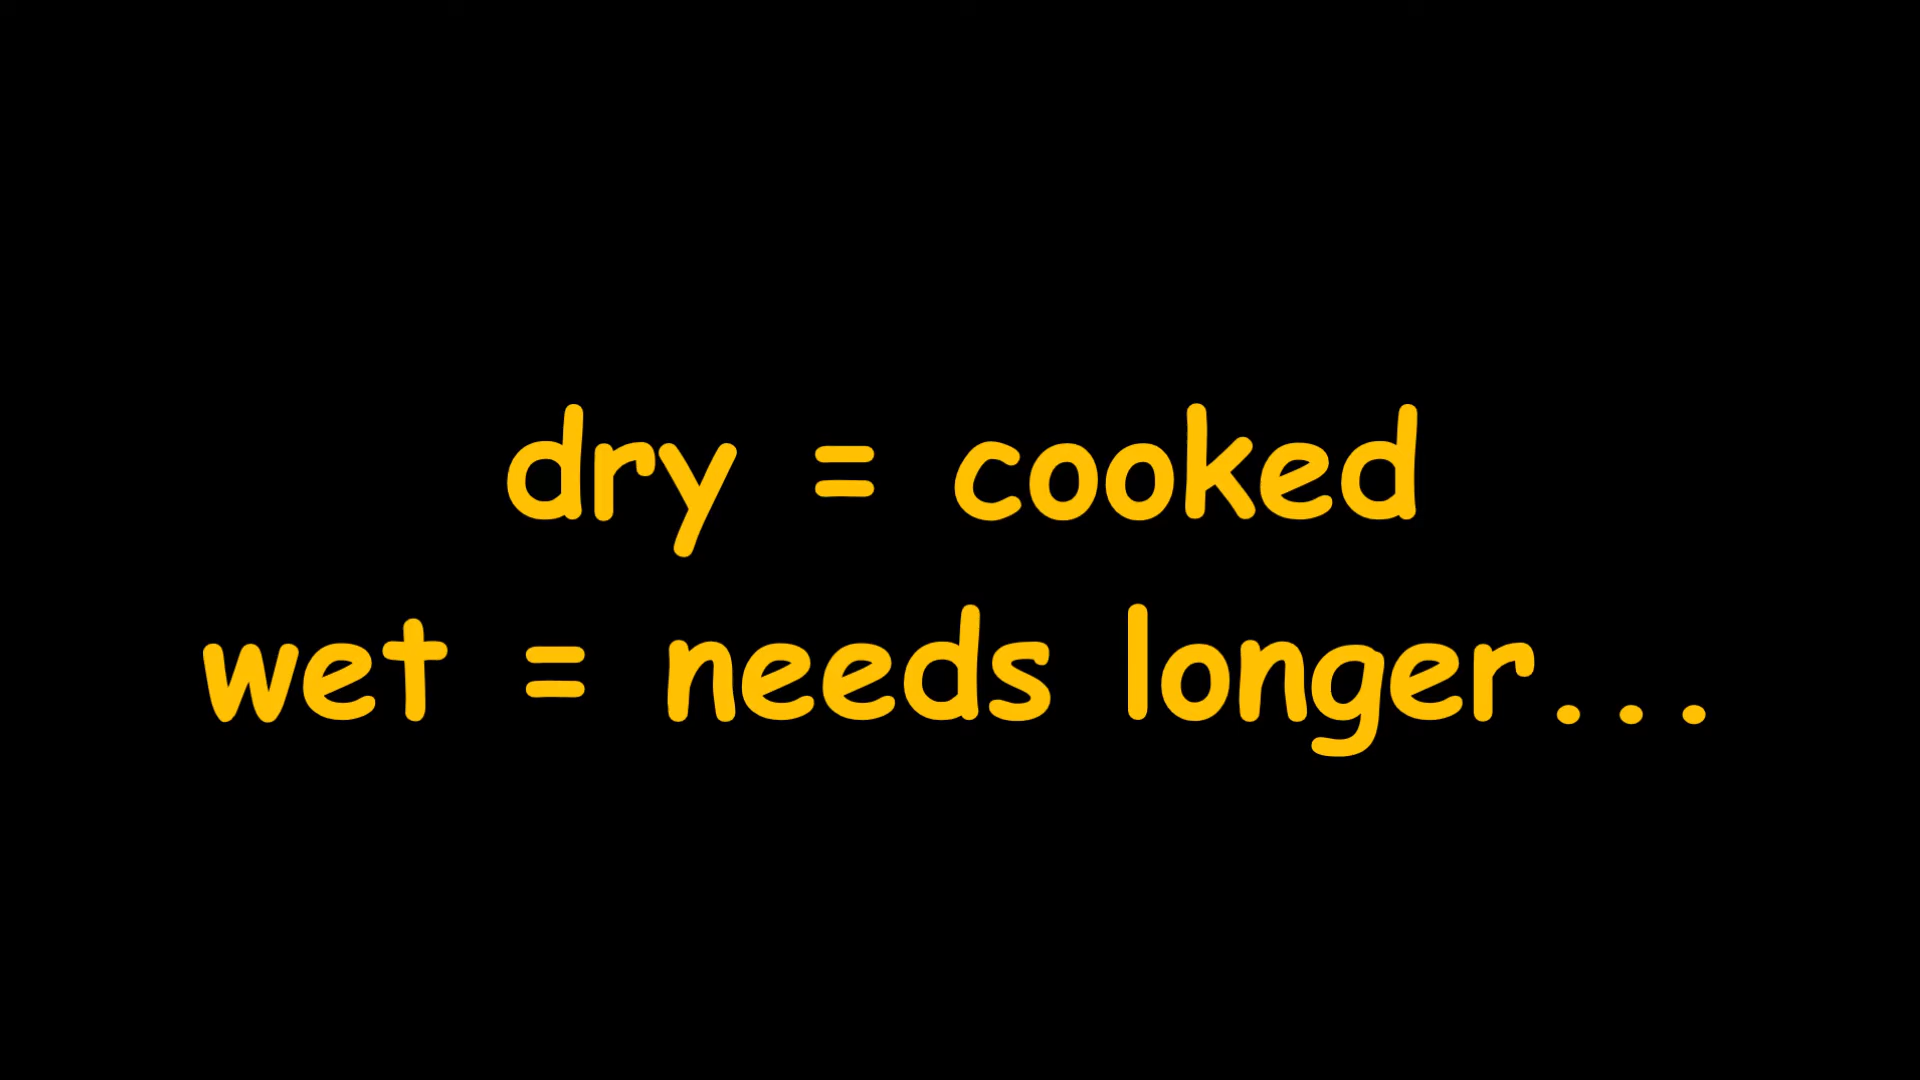 dry = cooked
wet = needs longer...